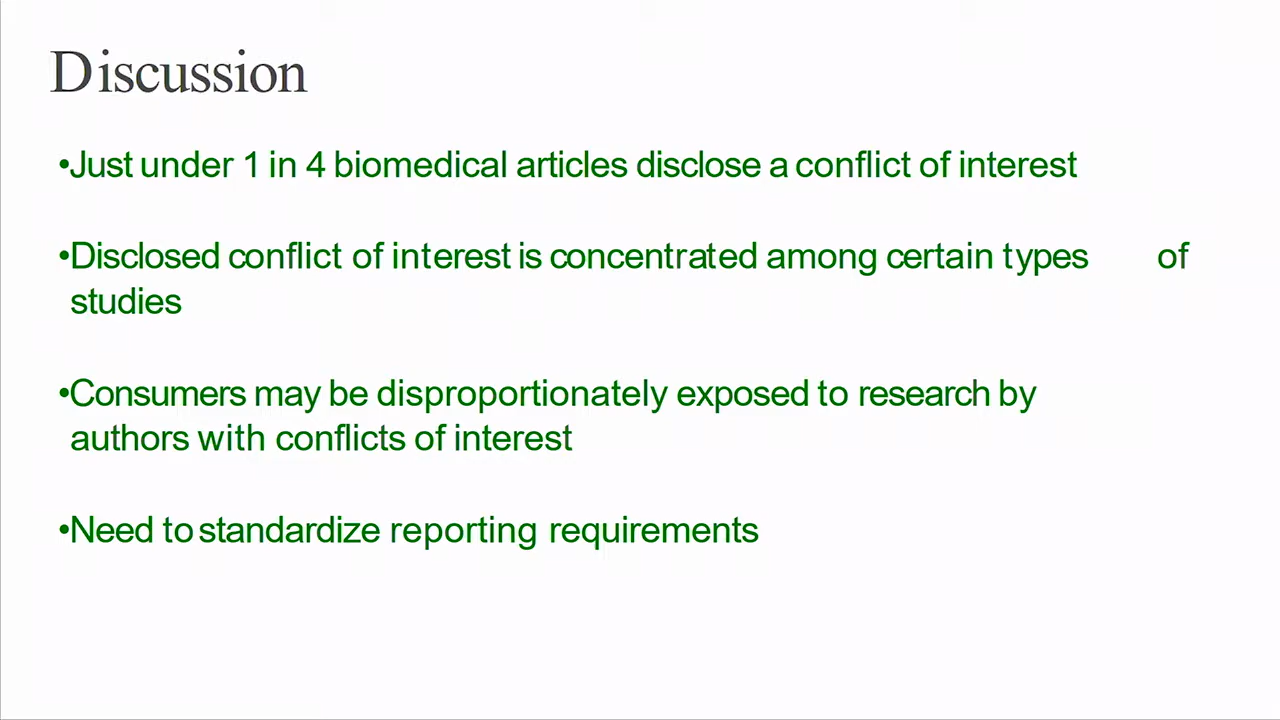 Discussion
•Just under 1 in 4 biomedical articles disclose a conflict of interest
•Disclosed conflict of interest is concentrated among certain types of
studies
•Consumers may be disproportionately exposed to research by
authors with conflicts of interest
•Need to standardize reporting requirements